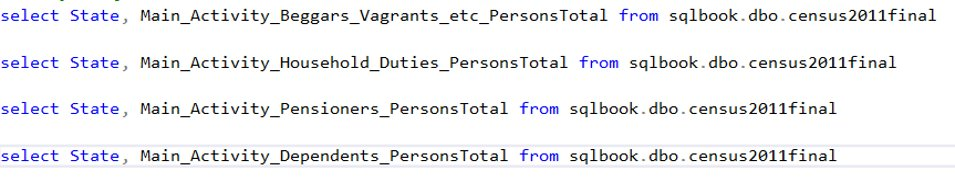 select State, Main_Activity_Beggars_Vagrants_etc_PersonsTotal from sqlbook.dbo.census2011final
select State, Main_Activity_Household_Duties_PersonsTotal from sqlbook.dbo.census2011final
select State, Main_Activity_Pensioners_PersonsTotal from sqlbook.dbo.census2011final
select State, Main_Activity_Dependents_PersonsTotal from sqlbook.dbo.census2011final